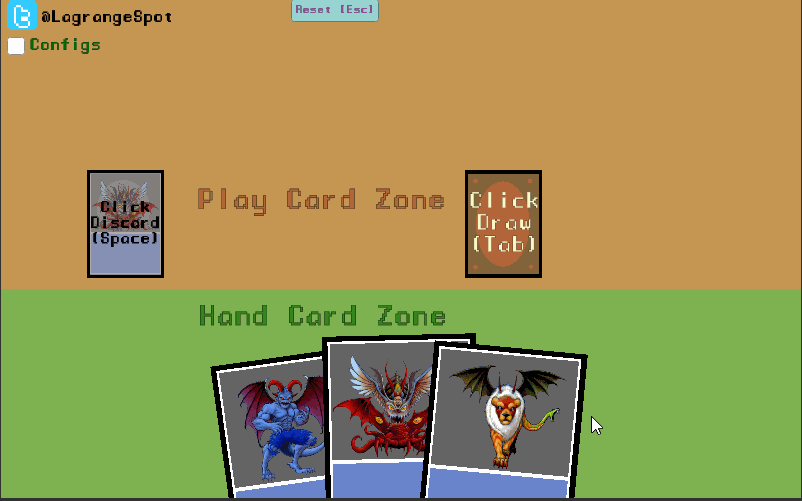 @LagrangeSpot
Reset [Esc]
Configs
Click
Discard
(Space)
Play Card Zone
Click
Draw
(Tab)
Hand Card Zone